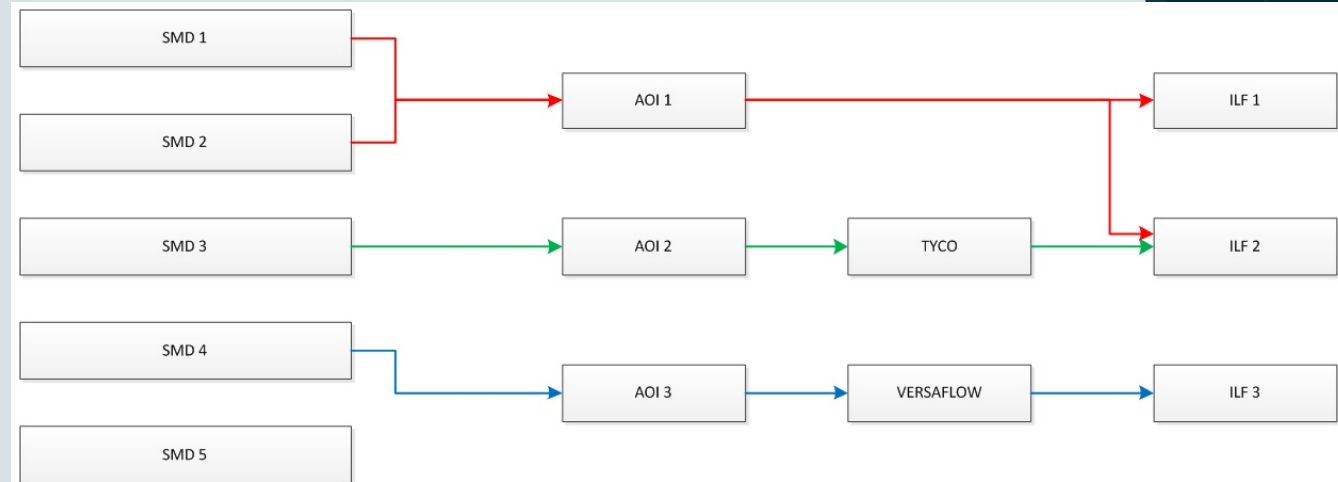 SMD 1
AOI 1
ILF 1
SMD 2
SMD 3
AOI 2
TYCO
ILF 2
SMD 4
AOI 3
VERSAFLOW
ILF 3
SMD 5